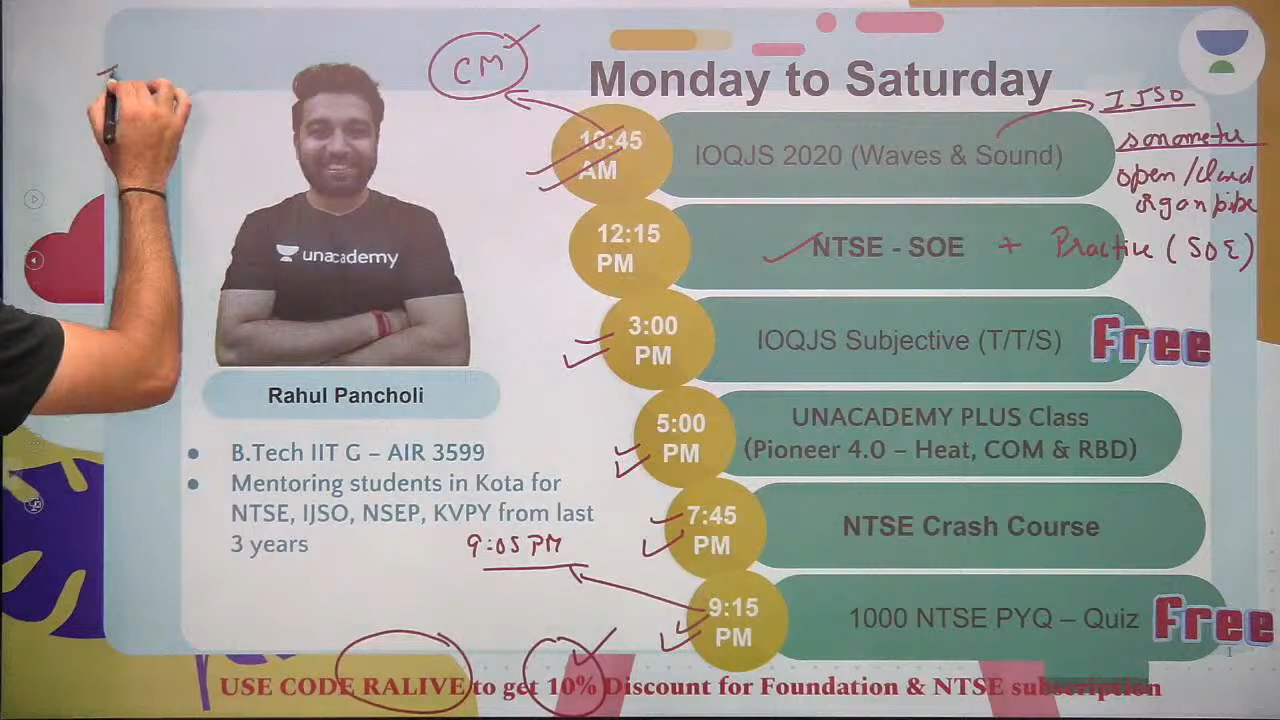 CM
Monday to Saturday
IJSO
10:45
AM
IOQJS 2020 (Waves & Sound)
open / 
12:15
PM
NTSE - SOE + Practice (SOE)
unacademy
3:00
PM
IOQJS Subjective (T/T/S)
Free
Rahul Pancholi
5:00
PM
UNACADEMY PLUS Class
(Pioneer 4.0 – Heat, COM & RBD)
B.Tech IIT G – AIR 3599
Mentoring students in Kota for
NTSE, IJSO, NSEP, KVPY from last
3 years
7:45
PM
NTSE Crash Course
9:05 PM
9:15
PM
1000 NTSE PYQ – Quiz
Free
1
USE CODE RALIVE to get 10% Discount for Foundation & NTSE subscription